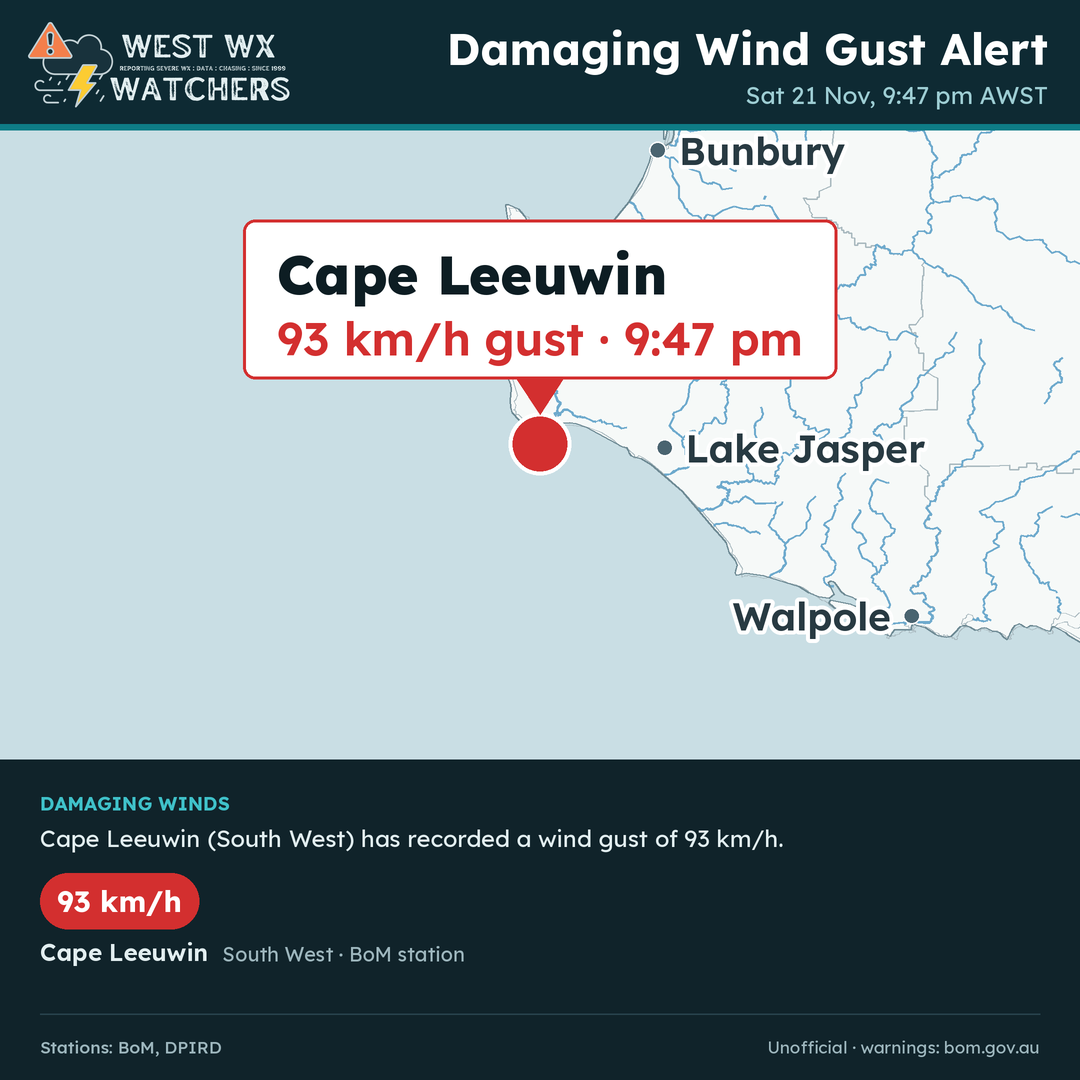 WEST WX
REPORTING SEVERE WX : DATA : CHASING : SINCE 1999
WATCHERS
Damaging Wind Gust Alert
Sat 21 Nov, 9:47 pm AWST
Bunbury
Cape Leeuwin
93 km/h gust · 9:47 pm
Lake Jasper
Walpole
DAMAGING WINDS
Cape Leeuwin (South West) has recorded a wind gust of 93 km/h.
93 km/h
Cape Leeuwin South West · BoM station
Stations: BoM, DPIRD
Unofficial · warnings: bom.gov.au